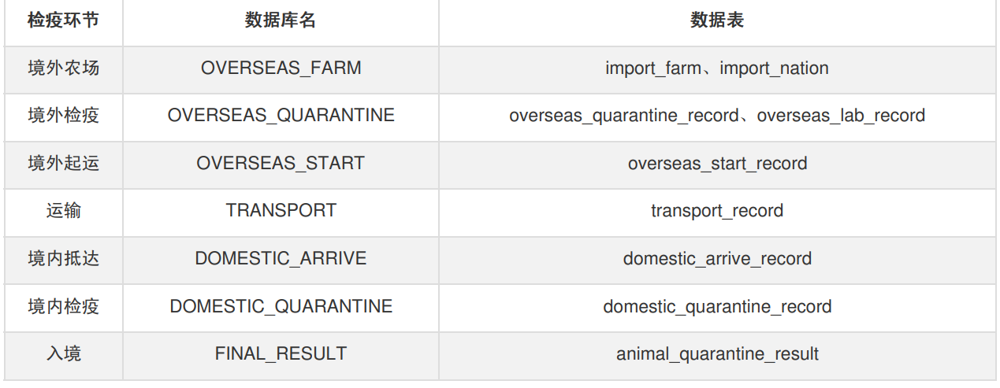 检疫环节 数据库名 数据表
境外农场 OVERSEAS_FARM import_farm、import_nation
境外检疫 OVERSEAS_QUARANTINE overseas_quarantine_record、overseas_lab_record
境外起运 OVERSEAS_START overseas_start_record
运输 TRANSPORT transport_record
境内抵达 DOMESTIC_ARRIVE domestic_arrive_record
境内检疫 DOMESTIC_QUARANTINE domestic_quarantine_record
入境 FINAL_RESULT animal_quarantine_result